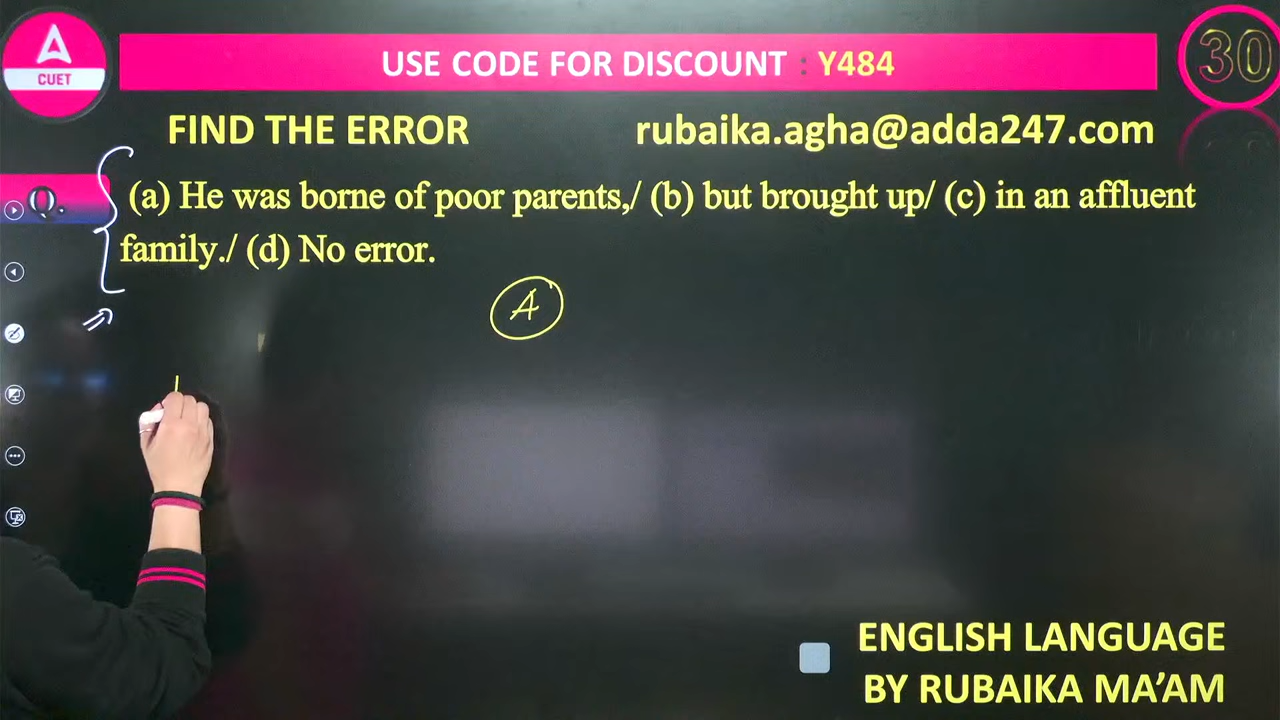 CUET
USE CODE FOR DISCOUNT : Y484
30
FIND THE ERROR
rubaika.agha@adda247.com
Q.
(a) He was borne of poor parents,/ (b) but brought up/ (c) in an affluent
family./ (d) No error.
A
ENGLISH LANGUAGE
BY RUBAIKA MA'AM